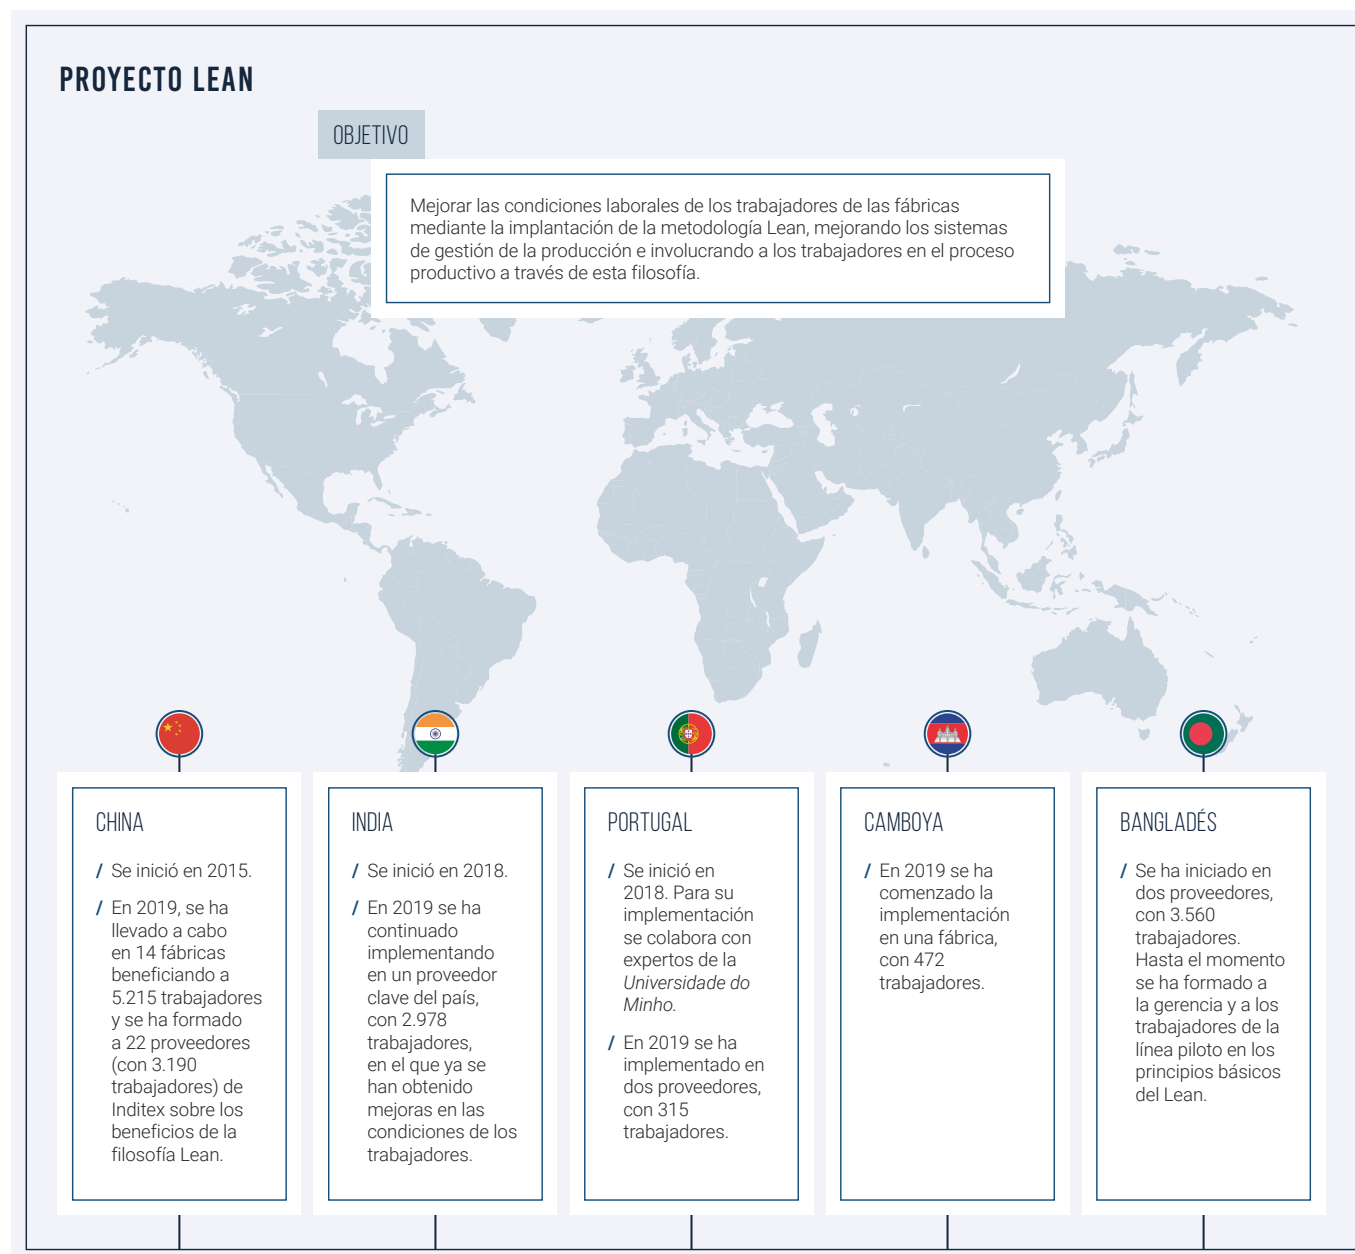 PROYECTO LEAN
OBJETIVO
Mejorar las condiciones laborales de los trabajadores de las fábricas
mediante la implantación de la metodología Lean, mejorando los sistemas
de gestión de la producción e involucrando a los trabajadores en el proceso
productivo a través de esta filosofía.
CHINA
/ Se inició en 2015.
/ En 2019, se ha
llevado a cabo
en 14 fábricas
beneficiando a
5.215 trabajadores
y se ha formado
a 22 proveedores
(con 3.190
trabajadores) de
Inditex sobre los
beneficios de la
filosofía Lean.
INDIA
/ Se inició en 2018.
/ En 2019 se ha
continuado
implementando
en un proveedor
clave del país,
con 2.978
trabajadores,
en el que ya se
han obtenido
mejoras en las
condiciones de los
trabajadores.
PORTUGAL
/ Se inició en
2018. Para su
implementación
se colabora con
expertos de la
Universidade do
Minho.
/ En 2019 se ha
implementado en
dos proveedores,
con 315
trabajadores.
CAMBOYA
/ En 2019 se ha
comenzado la
implementación
en una fábrica,
con 472
trabajadores.
BANGLADÉS
/ Se ha iniciado en
dos proveedores,
con 3.560
trabajadores.
Hasta el momento
se ha formado a
la gerencia y a los
trabajadores de la
línea piloto en los
principios básicos
del Lean.